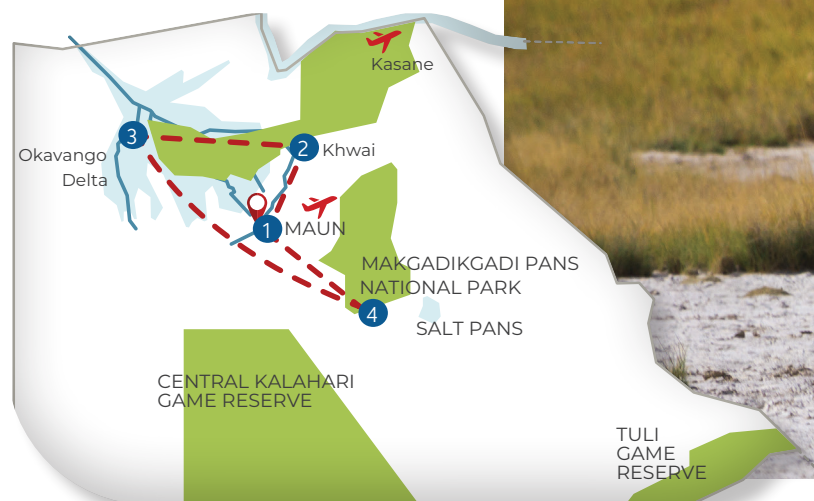 Kasane
3
Okavango
Delta
2
Khwai
1
MAUN
MAKGADIKGADI PANS
NATIONAL PARK
4
SALT PANS
CENTRAL KALAHARI
GAME RESERVE
TULI
GAME
RESERVE